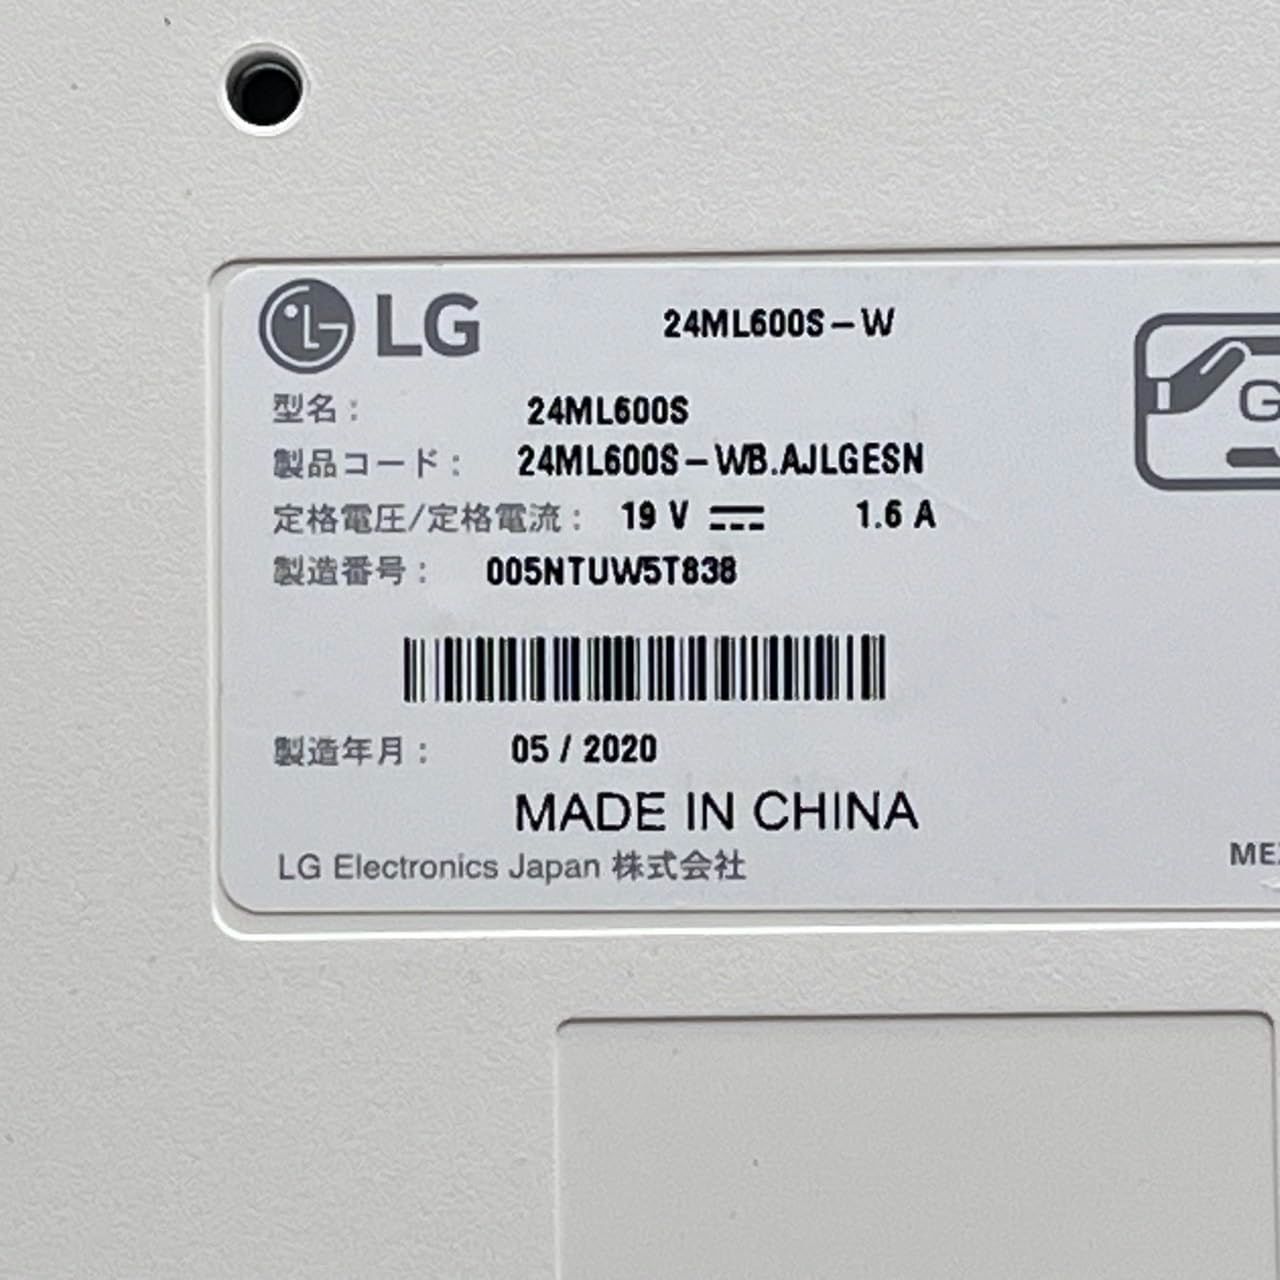 LG 24ML600S-W
型名： 24ML600S
製品コード： 24ML600S-WB.AJLGESN
定格電圧/定格電流： 19 V ⎓ 1.6 A
製造番号： 005NTUW5T838
製造年月： 05 / 2020
MADE IN CHINA
LG Electronics Japan 株式会社